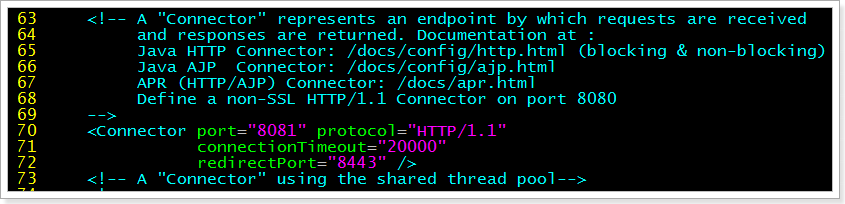 63 <!-- A "Connector" represents an endpoint by which requests are received
64 and responses are returned. Documentation at :
65 Java HTTP Connector: /docs/config/http.html (blocking & non-blocking)
66 Java AJP  Connector: /docs/config/ajp.html
67 APR (HTTP/AJP) Connector: /docs/apr.html
68 Define a non-SSL HTTP/1.1 Connector on port 8080
69 -->
70 <Connector port="8081" protocol="HTTP/1.1"
71 connectionTimeout="20000"
72 redirectPort="8443" />
73 <!-- A "Connector" using the shared thread pool-->